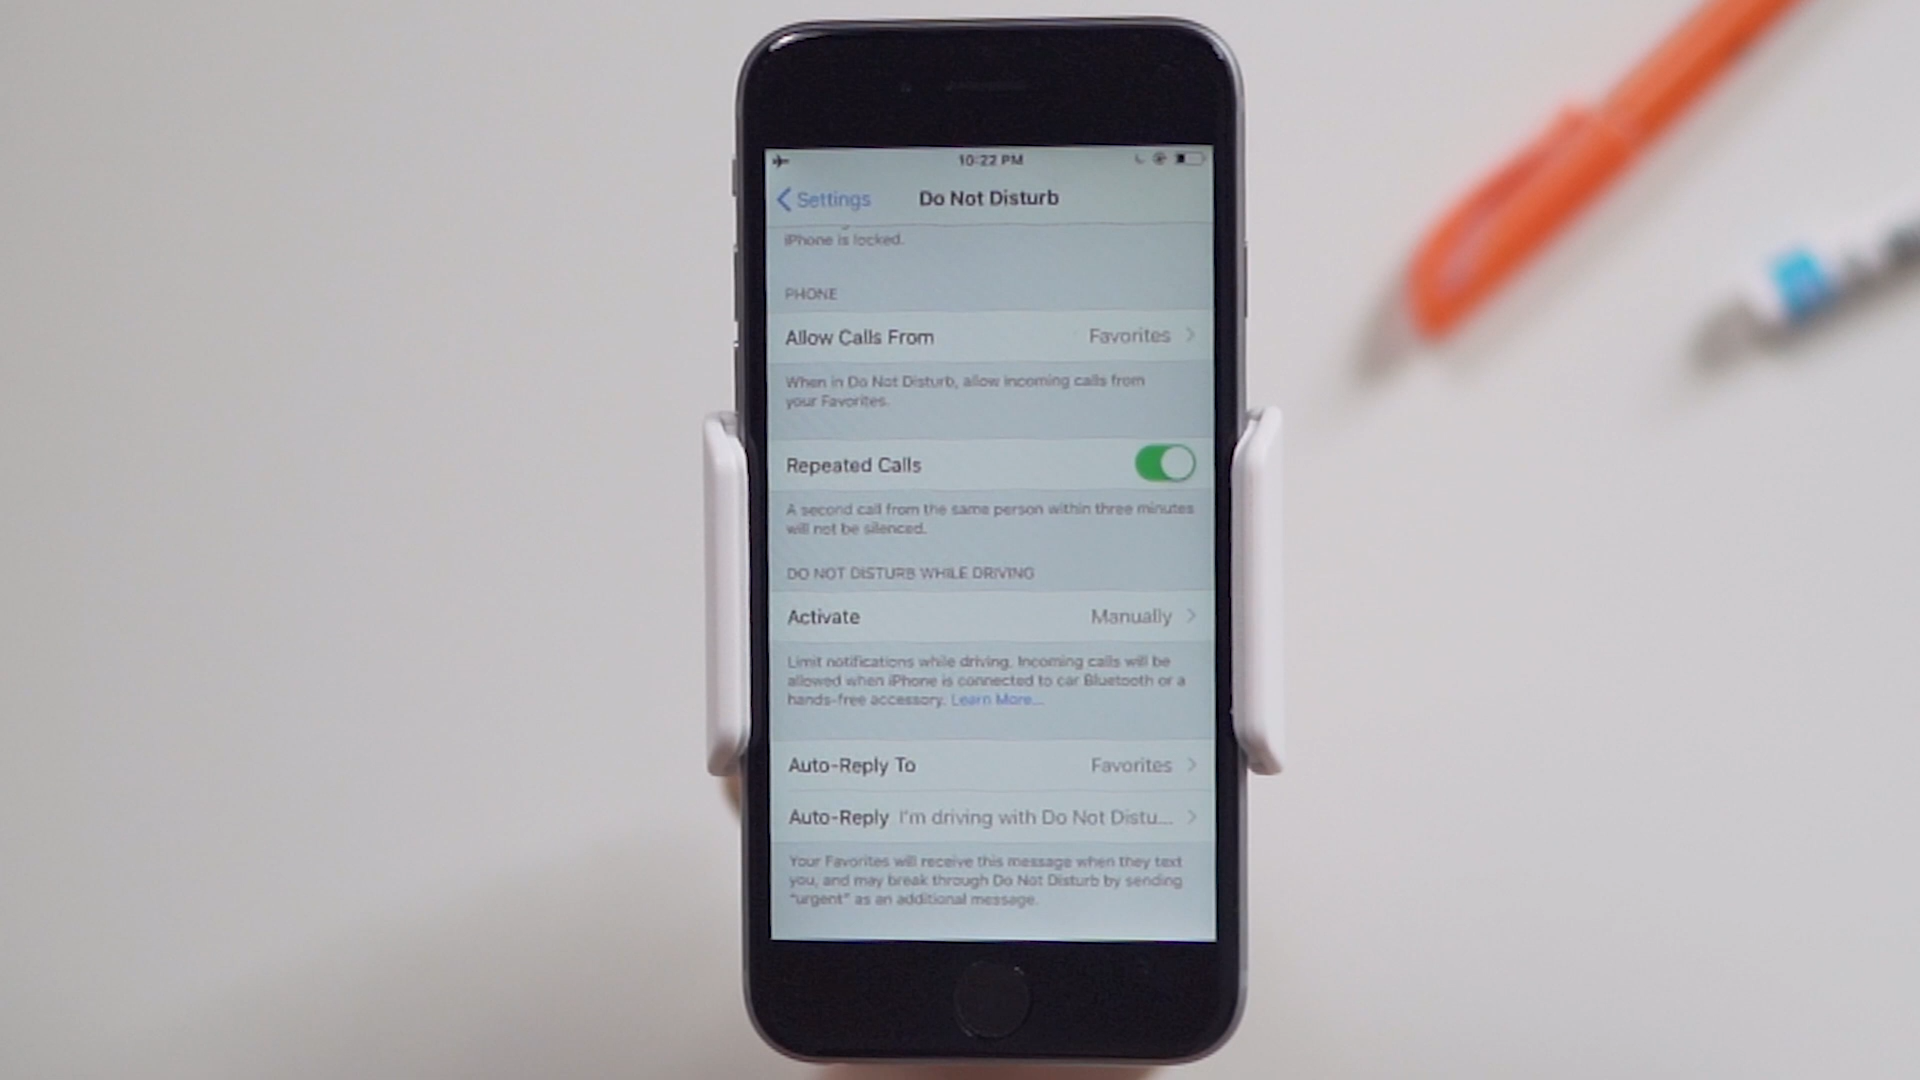 10:22 PM
Settings
Do Not Disturb
iPhone is locked.
PHONE
Allow Calls From Favorites
When in Do Not Disturb, allow incoming calls from
your Favorites.
Repeated Calls
A second call from the same person within three minutes
will not be silenced.
DO NOT DISTURB WHILE DRIVING
Activate Manually
Limit notifications while driving. Incoming calls will be
allowed when iPhone is connected to car Bluetooth or a
hands-free accessory. Learn More...
Auto-Reply To Favorites
Auto-Reply I'm driving with Do Not Distu...
Your Favorites will receive this message when they text
you, and may break through Do Not Disturb by sending
"urgent" as an additional message.